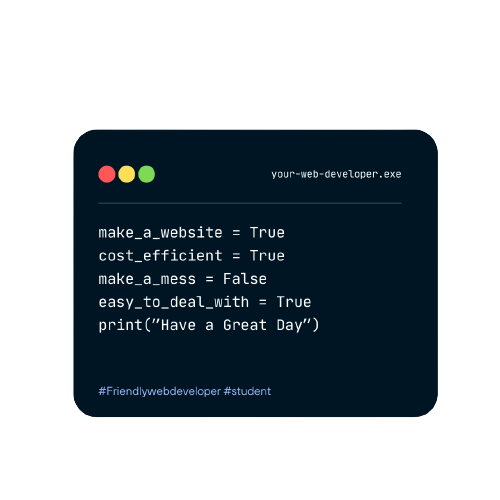 your-web-developer.exe
make_a_website = True
cost_efficient = True
make_a_mess = False
easy_to_deal_with = True
print(”Have a Great Day”)
#Friendlywebdeveloper #student